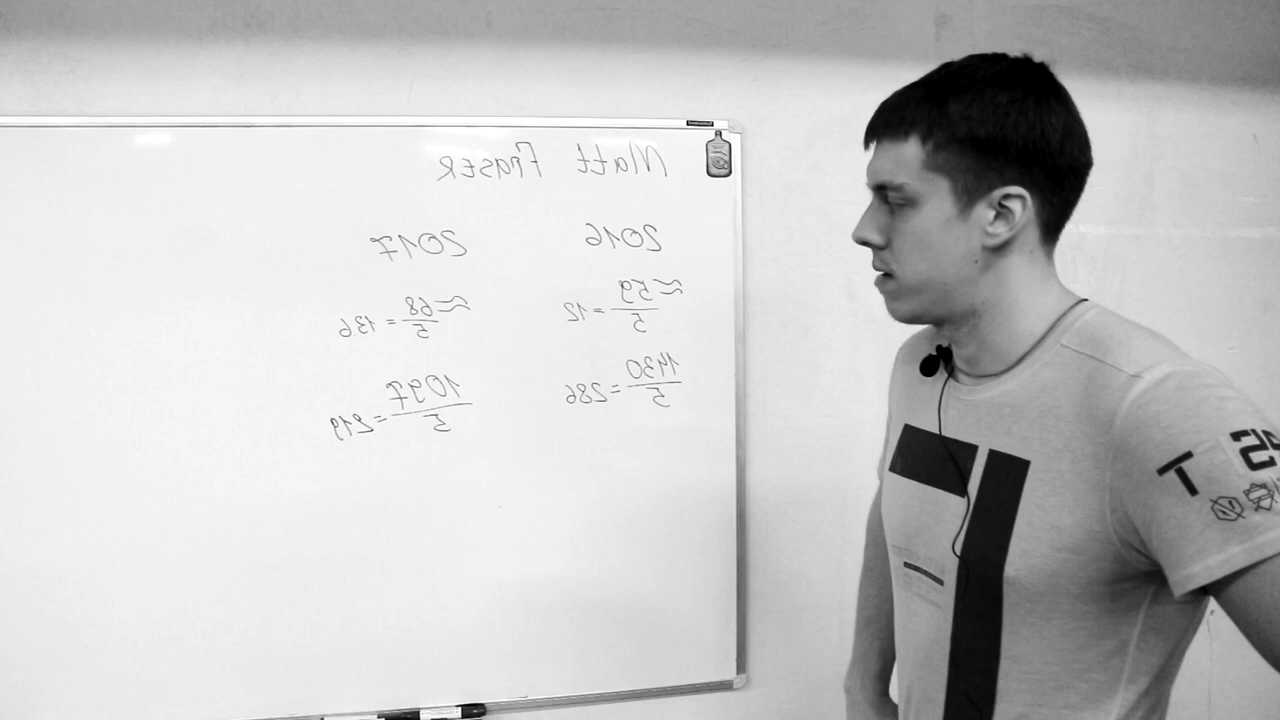 Matt FRasER
2016 2017
≈59/5 = 12 ≈68/5 = 136
1430/5 = 286 1097/5 = 219
T